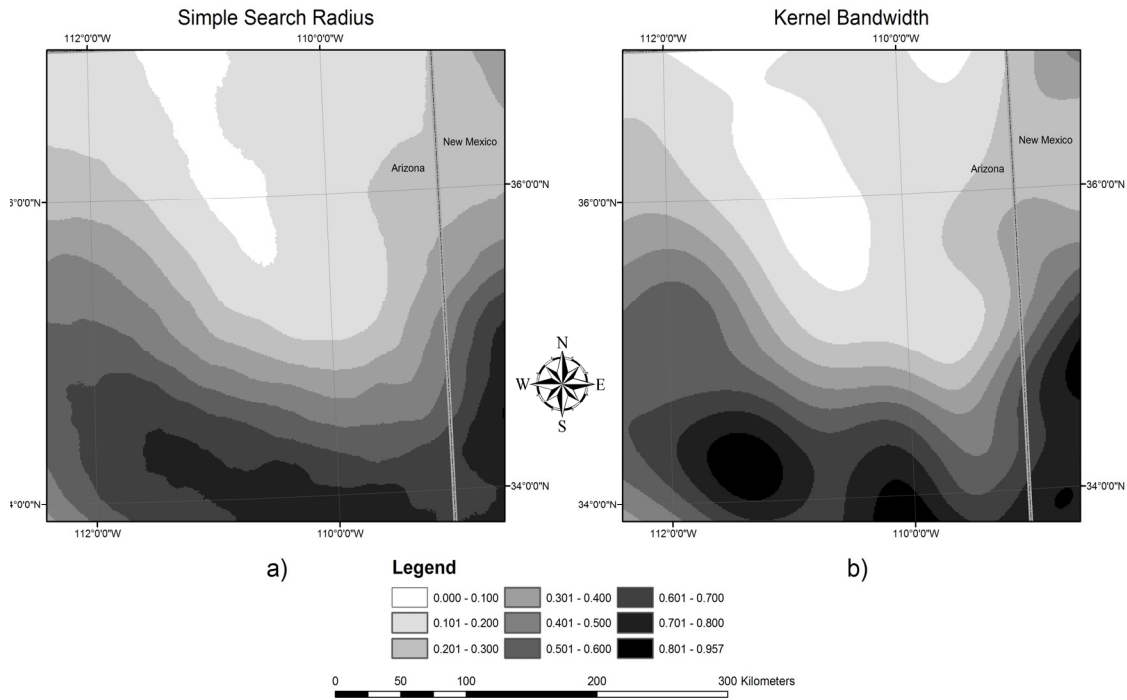 Simple Search Radius
Kernel Bandwidth
112°0'0"W 110°0'0"W
112°0'0"W 110°0'0"W
New Mexico
Arizona
New Mexico
Arizona
36°0'0"N
36°0'0"N
36°0'0"N
N
W E
S
34°0'0"N
34°0'0"N
34°0'0"N
112°0'0"W 110°0'0"W
112°0'0"W 110°0'0"W
a)
b)
Legend
0.000 - 0.100 0.301 - 0.400 0.601 - 0.700
0.101 - 0.200 0.401 - 0.500 0.701 - 0.800
0.201 - 0.300 0.501 - 0.600 0.801 - 0.957
0 50 100 200 300 Kilometers